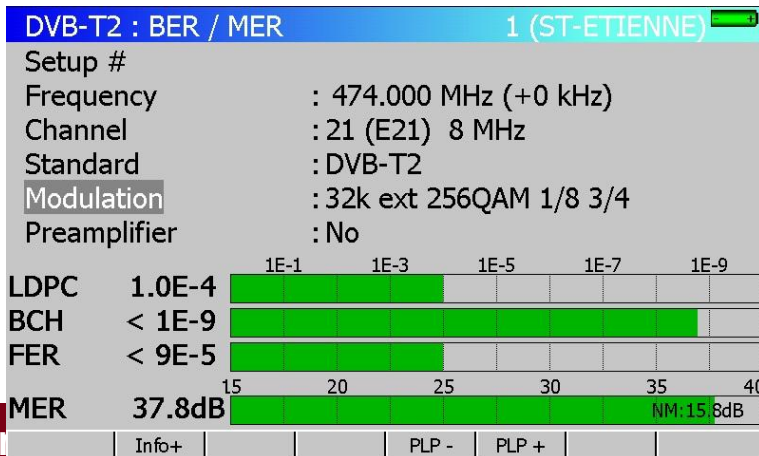 DVB-T2 : BER / MER 1 (ST-ETIENNE)
Setup #
Frequency : 474.000 MHz (+0 kHz)
Channel : 21 (E21) 8 MHz
Standard : DVB-T2
Modulation : 32k ext 256QAM 1/8 3/4
Preamplifier : No
1E-1 1E-3 1E-5 1E-7 1E-9
LDPC 1.0E-4
BCH < 1E-9
FER < 9E-5
15 20 25 30 35 40
MER 37.8dB NM:15.8dB
Info+ PLP - PLP +